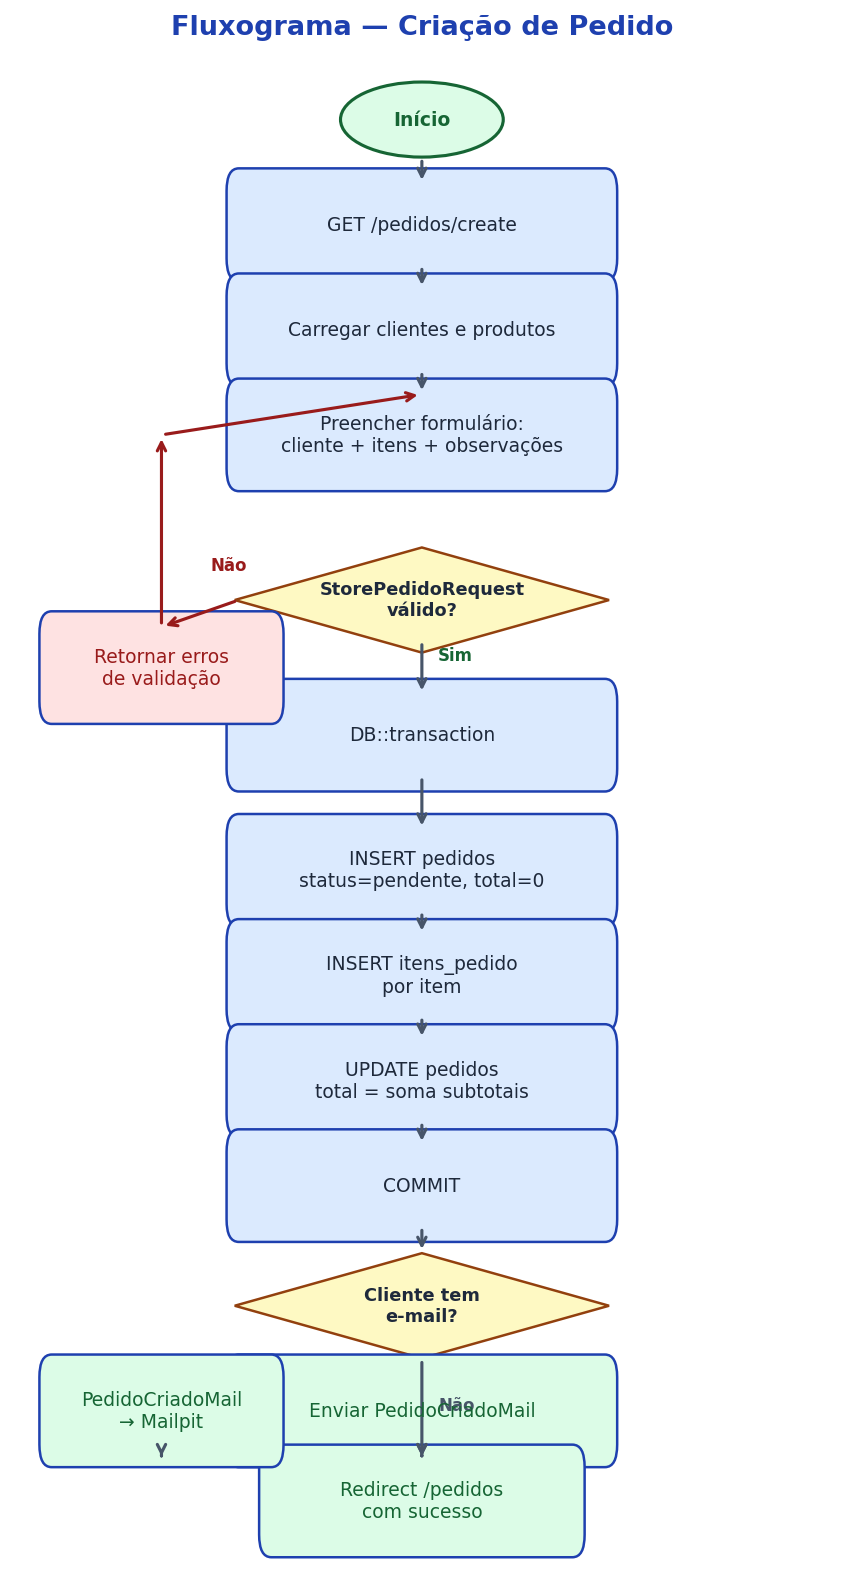 Fluxograma — Criação de Pedido
Início
GET /pedidos/create
Carregar clientes e produtos
Preencher formulário:
cliente + itens + observações
Não
StorePedidoRequest
válido?
Sim
Retornar erros
de validação
DB::transaction
INSERT pedidos
status=pendente, total=0
INSERT itens_pedido
por item
UPDATE pedidos
total = soma subtotais
COMMIT
Cliente tem
e-mail?
PedidoCriadoMail
→ Mailpit
Enviar PedidoCriadoMail
Não
Redirect /pedidos
com sucesso